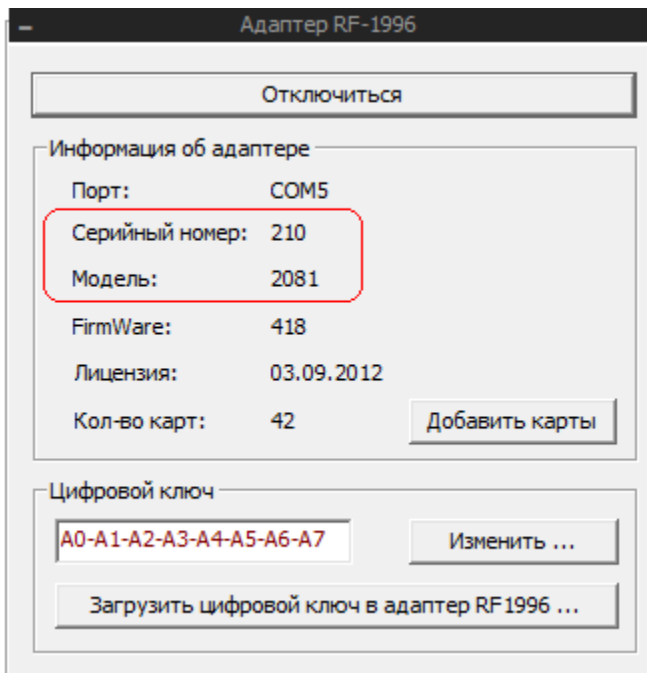 Адаптер RF-1996
Отключиться
Информация об адаптере
Порт: COM5
Серийный номер: 210
Модель: 2081
FirmWare: 418
Лицензия: 03.09.2012
Кол-во карт: 42 Добавить карты
Цифровой ключ
A0-A1-A2-A3-A4-A5-A6-A7 Изменить ...
Загрузить цифровой ключ в адаптер RF1996 ...